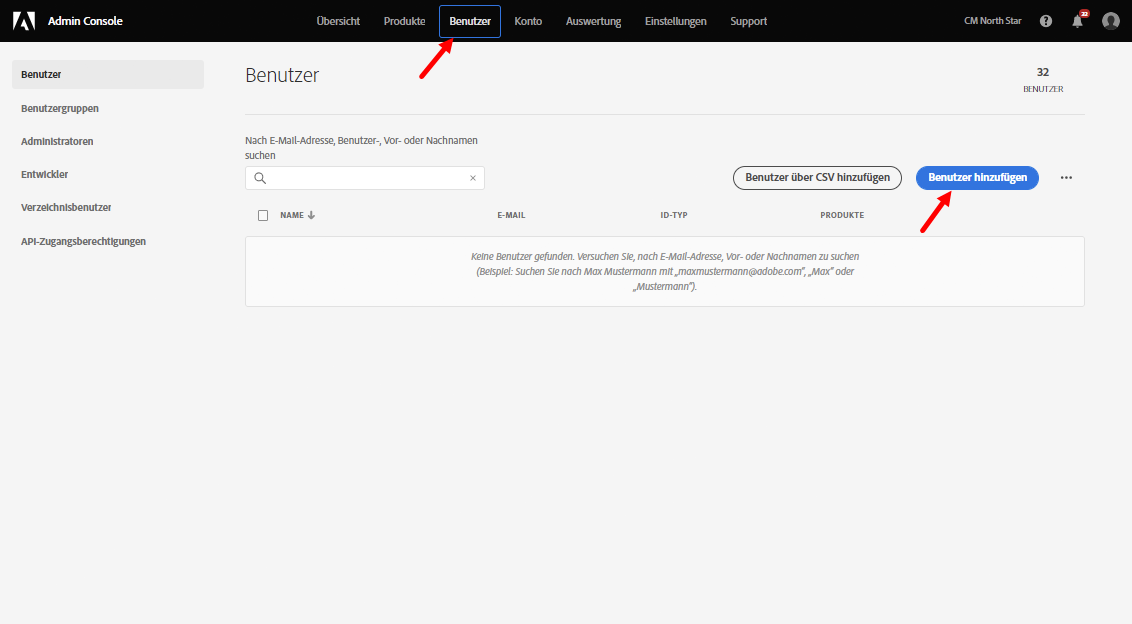 Admin Console
Übersicht Produkte Benutzer Konto Auswertung Einstellungen Support
CM North Star
?
32
Benutzer
Benutzergruppen
Administratoren
Entwickler
Verzeichnisbenutzer
API-Zugangsberechtigungen
Benutzer
32
BENUTZER
Nach E-Mail-Adresse, Benutzer-, Vor- oder Nachnamen
suchen
Benutzer über CSV hinzufügen
Benutzer hinzufügen
NAME E-MAIL ID-TYP PRODUKTE
Keine Benutzer gefunden. Versuchen Sie, nach E-Mail-Adresse, Vor- oder Nachnamen zu suchen
(Beispiel: Suchen Sie nach Max Mustermann mit „maxmustermann@adobe.com“, „Max“ oder
„Mustermann“).